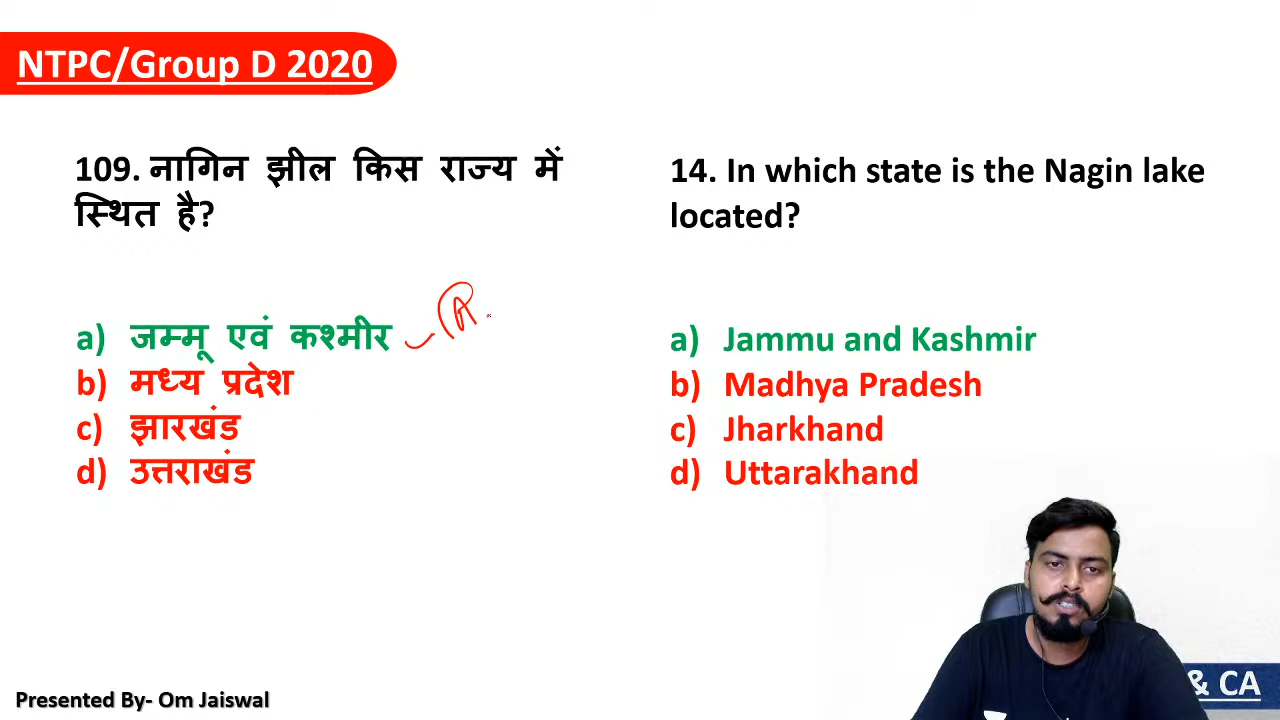 NTPC/Group D 2020
109. नागिन झील किस राज्य में
स्थित है?
a) जम्मू एवं कश्मीर
A
b) मध्य प्रदेश
c) झारखंड
d) उत्तराखंड
14. In which state is the Nagin lake
located?
a) Jammu and Kashmir
b) Madhya Pradesh
c) Jharkhand
d) Uttarakhand
& CA
Presented By- Om Jaiswal